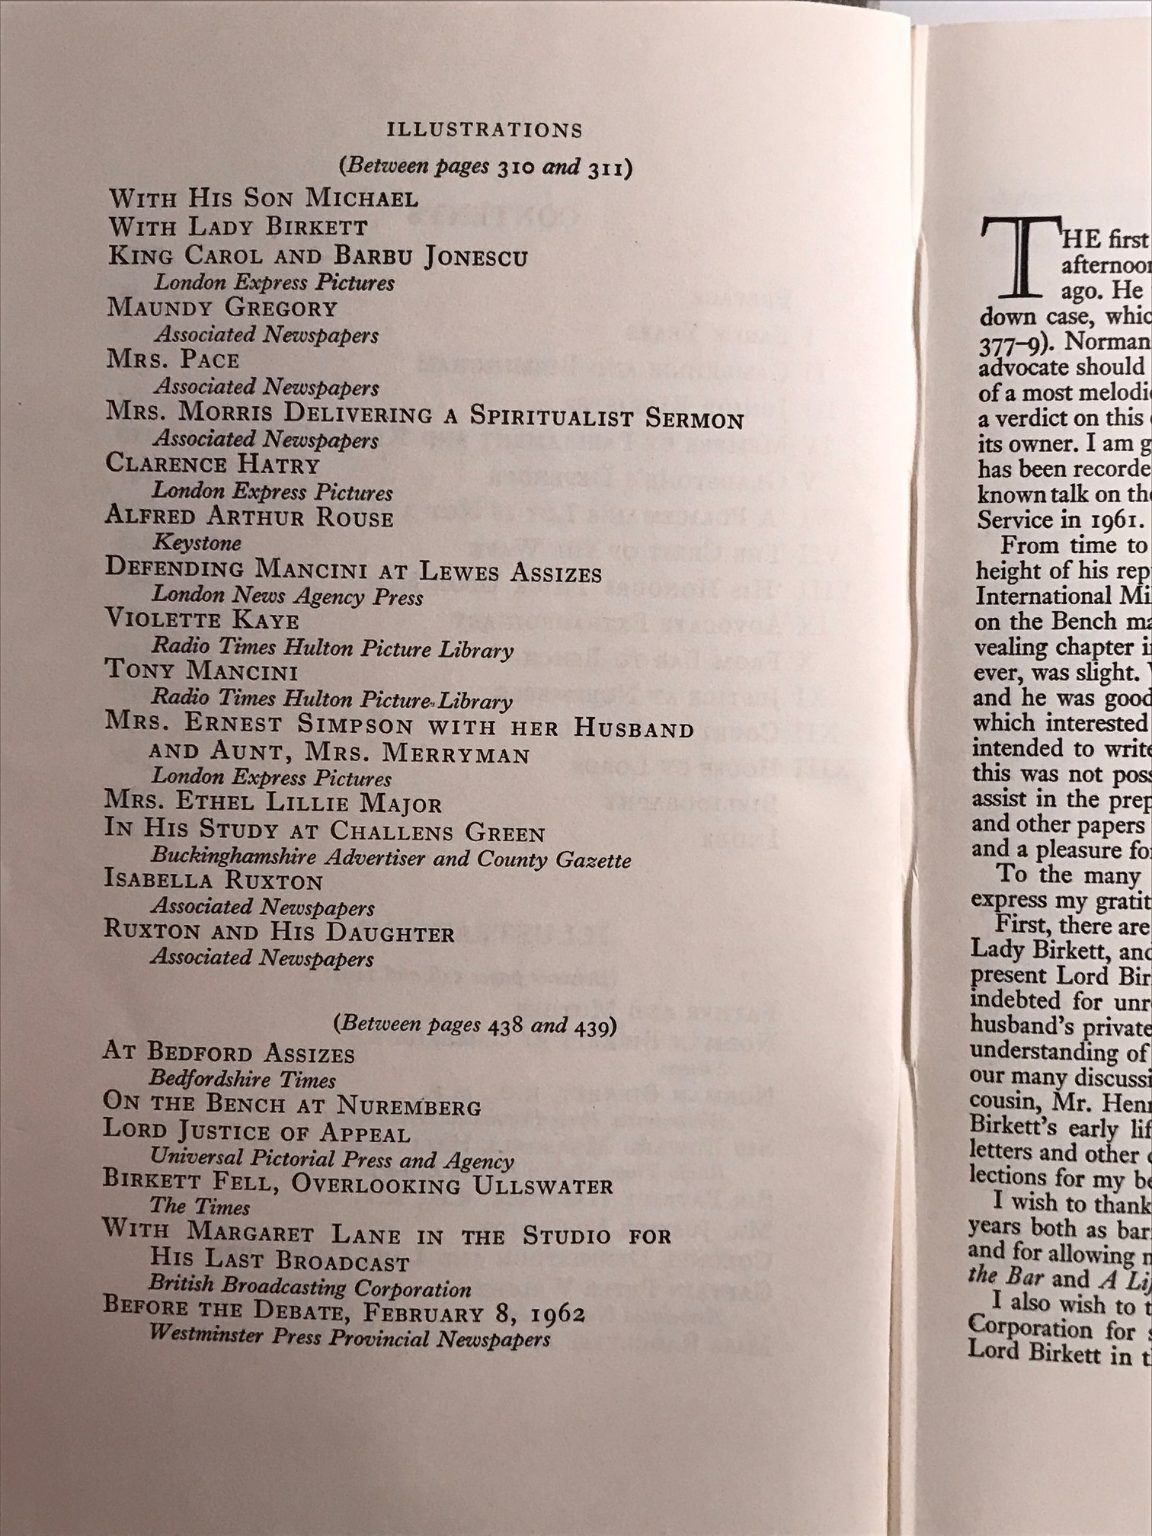 ILLUSTRATIONS
(Between pages 310 and 311)
WITH HIS SON MICHAEL
WITH LADY BIRKETT
KING CAROL AND BARBU JONESCU
London Express Pictures
MAUNDY GREGORY
Associated Newspapers
MRS. PACE
Associated Newspapers
MRS. MORRIS DELIVERING A SPIRITUALIST SERMON
Associated Newspapers
CLARENCE HATRY
London Express Pictures
ALFRED ARTHUR ROUSE
Keystone
DEFENDING MANCINI AT LEWES ASSIZES
London News Agency Press
VIOLETTE KAYE
Radio Times Hulton Picture Library
TONY MANCINI
Radio Times Hulton Picture Library
MRS. ERNEST SIMPSON WITH HER HUSBAND
AND AUNT, MRS. MERRYMAN
London Express Pictures
MRS. ETHEL LILLIE MAJOR
IN HIS STUDY AT CHALLENS GREEN
Buckinghamshire Advertiser and County Gazette
ISABELLA RUXTON
Associated Newspapers
RUXTON AND HIS DAUGHTER
Associated Newspapers
(Between pages 438 and 439)
AT BEDFORD ASSIZES
Bedfordshire Times
ON THE BENCH AT NUREMBERG
LORD JUSTICE OF APPEAL
Universal Pictorial Press and Agency
BIRKETT FELL, OVERLOOKING ULLSWATER
The Times
WITH MARGARET LANE IN THE STUDIO FOR
HIS LAST BROADCAST
British Broadcasting Corporation
BEFORE THE DEBATE, FEBRUARY 8, 1962
Westminster Press Provincial Newspapers
THE first
afternoon
ago. He
down case, whic
377–9). Norman
advocate should
of a most melodi
a verdict on this
its owner. I am g
has been recorde
known talk on the
Service in 1961.
From time to
height of his rep
International Mi
on the Bench ma
vealing chapter i
ever, was slight.
and he was good
which interested
intended to write
this was not poss
assist in the prep
and other papers
and a pleasure fo
To the many
express my gratit
First, there are
Lady Birkett, and
present Lord Bir
indebted for unr
husband's private
understanding of
our many discussi
cousin, Mr. Henr
Birkett's early lif
letters and other
lections for my be
I wish to thank
years both as bar
and for allowing
the Bar and A Li
I also wish to t
Corporation for
Lord Birkett in t